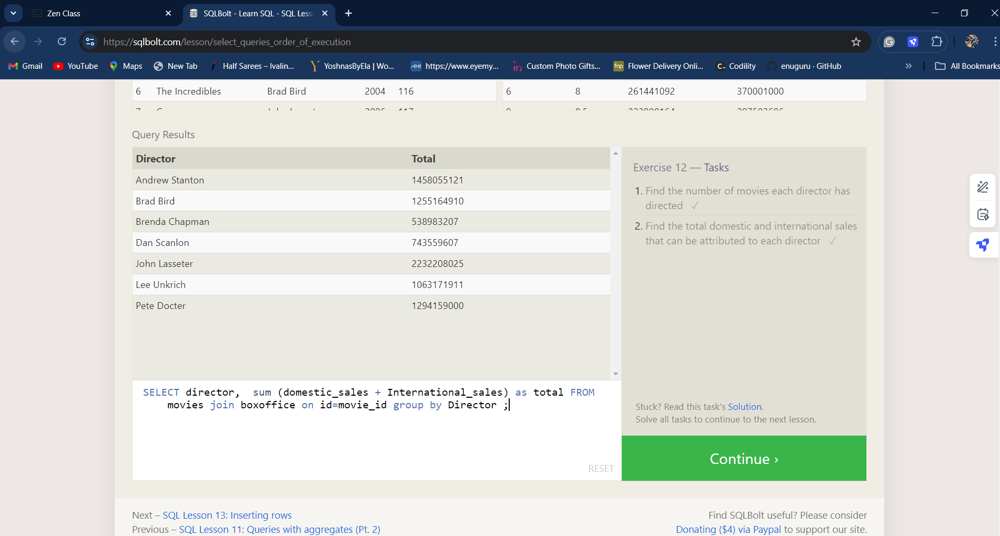 Zen Class
SQLBolt - Learn SQL - SQL Less
https://sqlbolt.com/lesson/select_queries_order_of_execution
Gmail YouTube Maps New Tab Half Sarees – Ivalin... YoshnasByEla | Wo... https://www.eyemy... Custom Photo Gifts... Flower Delivery Onli... Codility enuguru · GitHub » All Bookmarks
6 The Incredibles Brad Bird 2004 116
6 8 261441092 370001000
Query Results
Director Total
Andrew Stanton 1458055121
Brad Bird 1255164910
Brenda Chapman 538983207
Dan Scanlon 743559607
John Lasseter 2232208025
Lee Unkrich 1063171911
Pete Docter 1294159000
SELECT director,  sum (domestic_sales + International_sales) as total FROM
movies join boxoffice on id=movie_id group by Director ;
RESET
Exercise 12 — Tasks
1. Find the number of movies each director has
directed ✓
2. Find the total domestic and international sales
that can be attributed to each director ✓
Stuck? Read this task's Solution.
Solve all tasks to continue to the next lesson.
Continue ›
Next – SQL Lesson 13: Inserting rows
Previous – SQL Lesson 11: Queries with aggregates (Pt. 2)
Find SQLBolt useful? Please consider
Donating ($4) via Paypal to support our site.